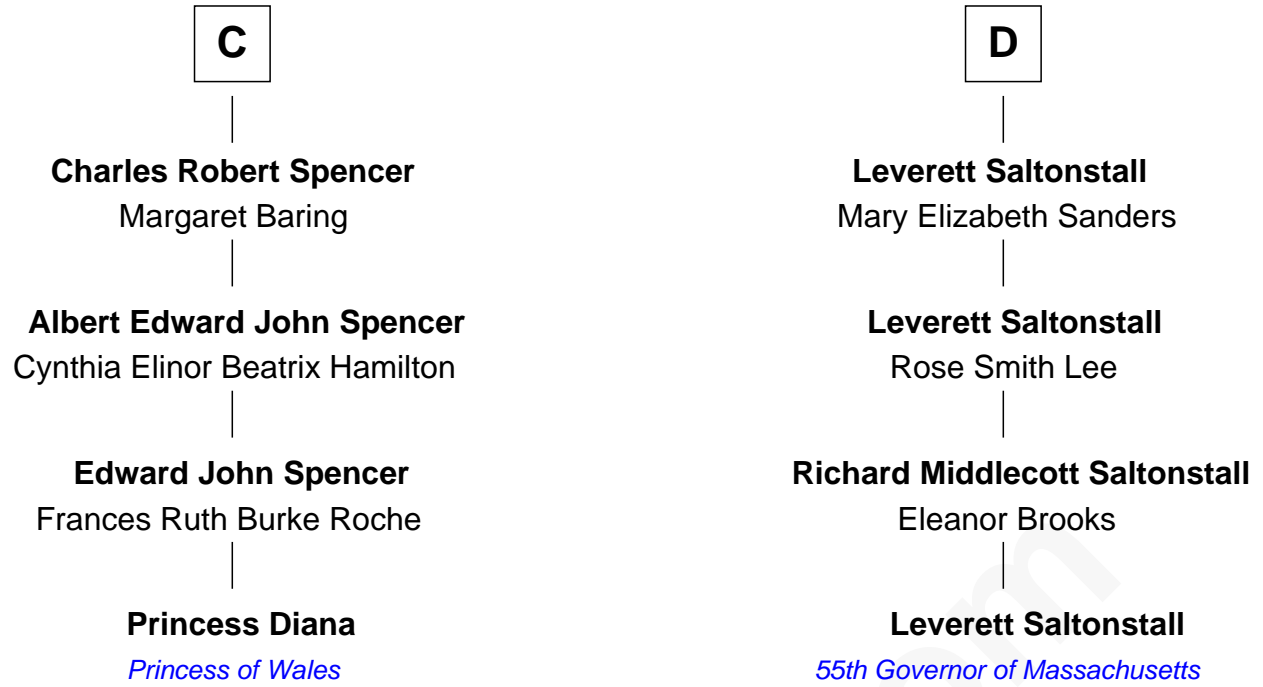 C
D
Charles Robert Spencer
Margaret Baring
Leverett Saltonstall
Mary Elizabeth Sanders
Albert Edward John Spencer
Cynthia Elinor Beatrix Hamilton
Leverett Saltonstall
Rose Smith Lee
Edward John Spencer
Frances Ruth Burke Roche
Richard Middlecott Saltonstall
Eleanor Brooks
Princess Diana
Princess of Wales
Leverett Saltonstall
55th Governor of Massachusetts